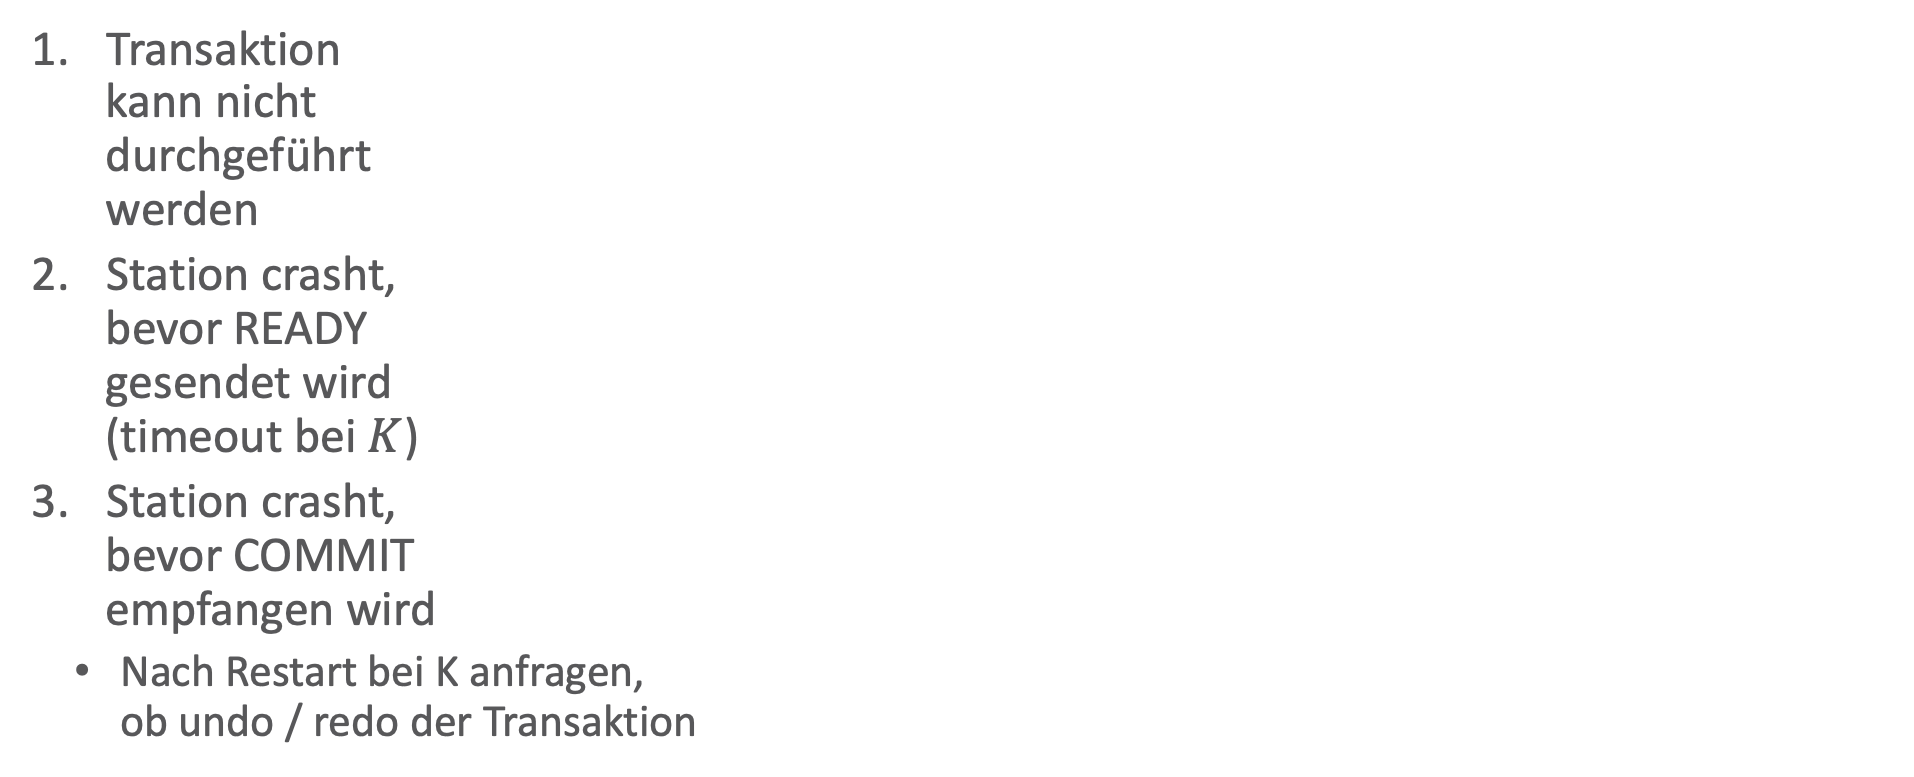 1. Transaktion
kann nicht
durchgeführt
werden
2. Station crasht,
bevor READY
gesendet wird
(timeout bei K)
3. Station crasht,
bevor COMMIT
empfangen wird
• Nach Restart bei K anfragen,
ob undo / redo der Transaktion